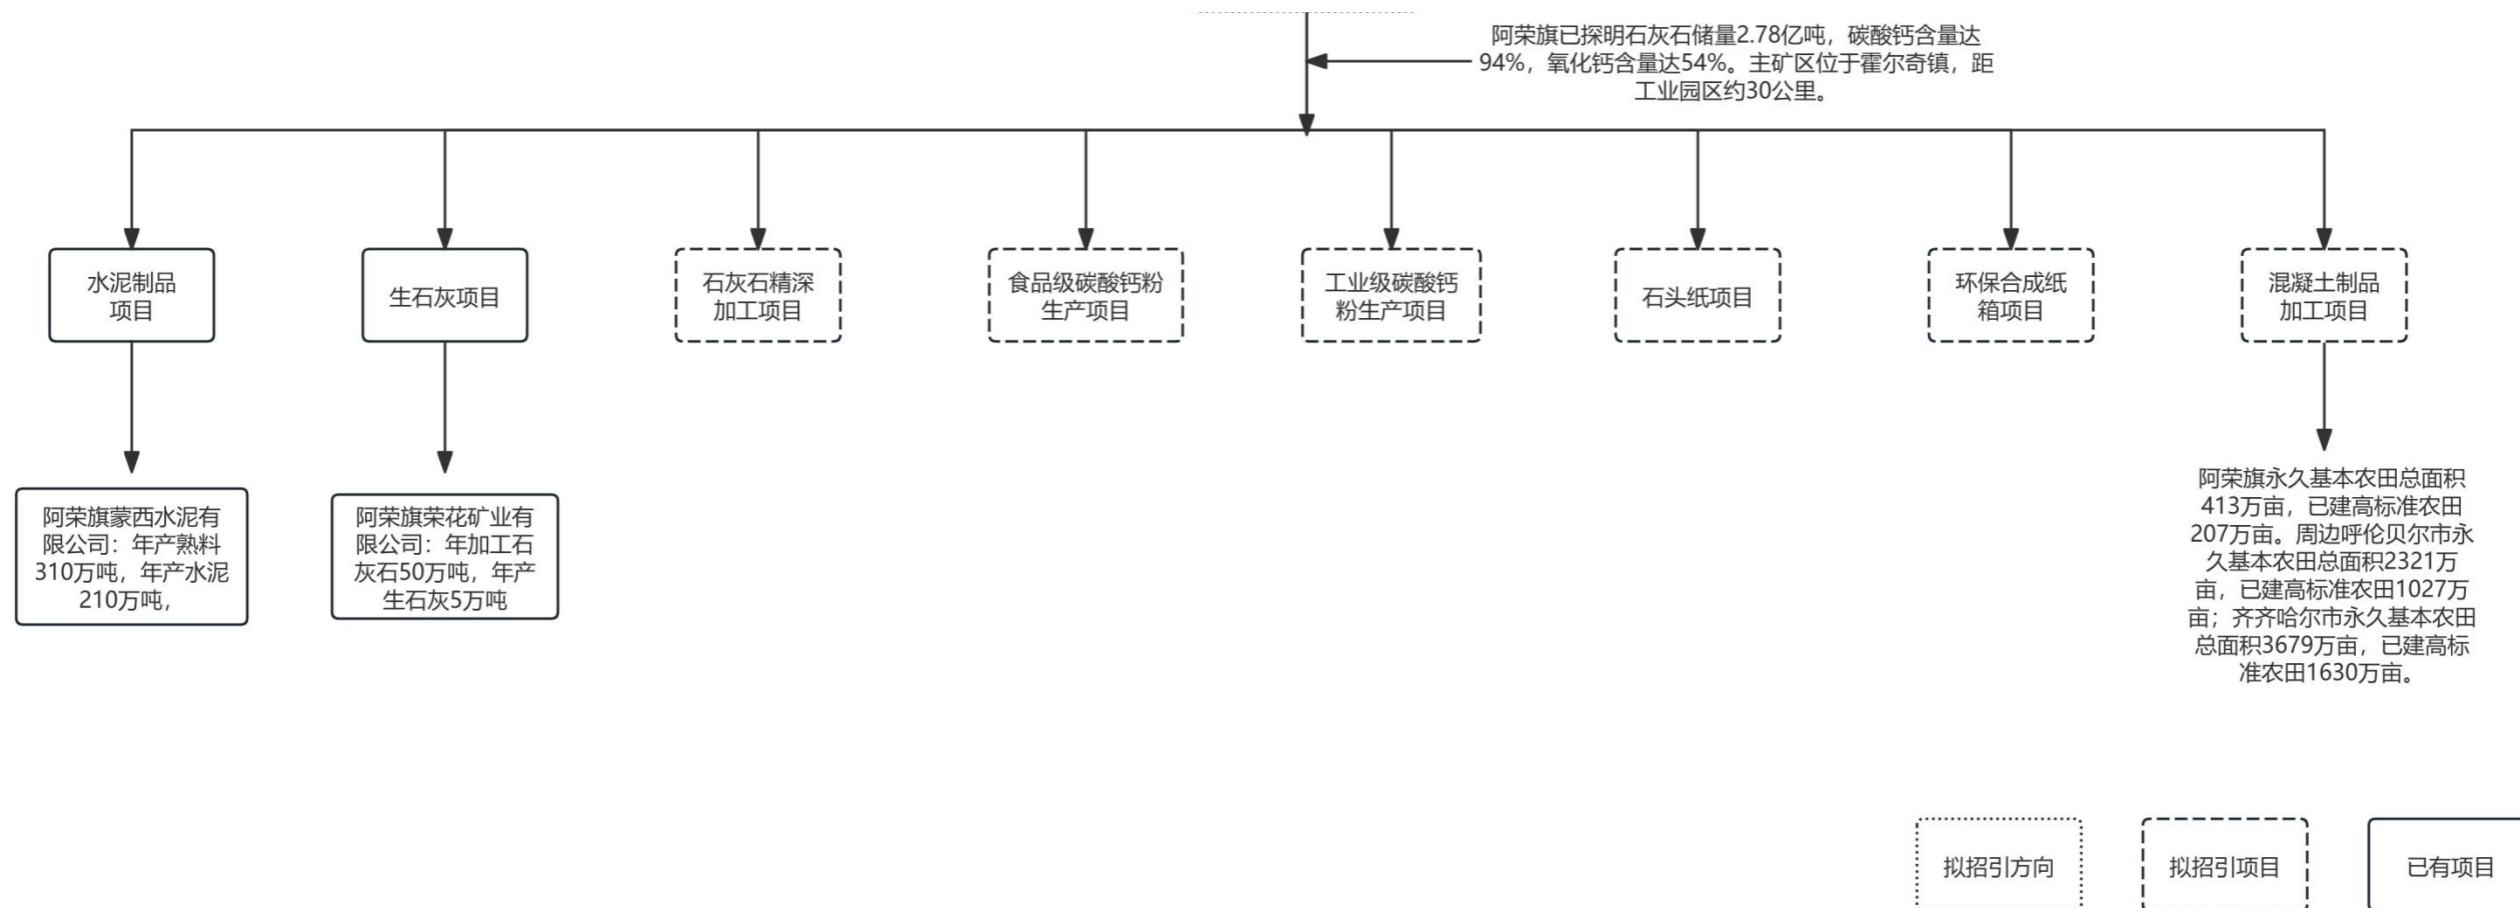 阿荣旗已探明石灰石储量2.78亿吨，碳酸钙含量达
94%，氧化钙含量达54%。主矿区位于霍尔奇镇，距
工业园区约30公里。
水泥制品
项目
生石灰项目
石灰石精深
加工项目
食品级碳酸钙粉
生产项目
工业级碳酸钙
粉生产项目
石头纸项目
环保合成纸
箱项目
混凝土制品
加工项目
阿荣旗蒙西水泥有
限公司：年产熟料
310万吨，年产水泥
210万吨，
阿荣旗荣花矿业有
限公司：年加工石
灰石50万吨，年产
生石灰5万吨
阿荣旗永久基本农田总面积
413万亩，已建高标准农田
207万亩。周边呼伦贝尔市永
久基本农田总面积2321万
亩，已建高标准农田1027万
亩；齐齐哈尔市永久基本农田
总面积3679万亩，已建高标
准农田1630万亩。
拟招引方向
拟招引项目
已有项目